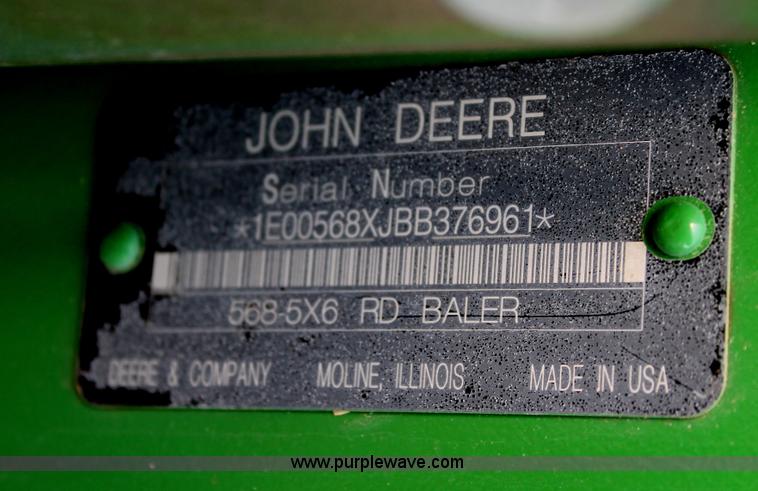 JOHN DEERE
Serial Number
*1E00568XJBB376961*
568-5X6 RD BALER
DEERE & COMPANY MOLINE, ILLINOIS MADE IN USA
www.purplewave.com